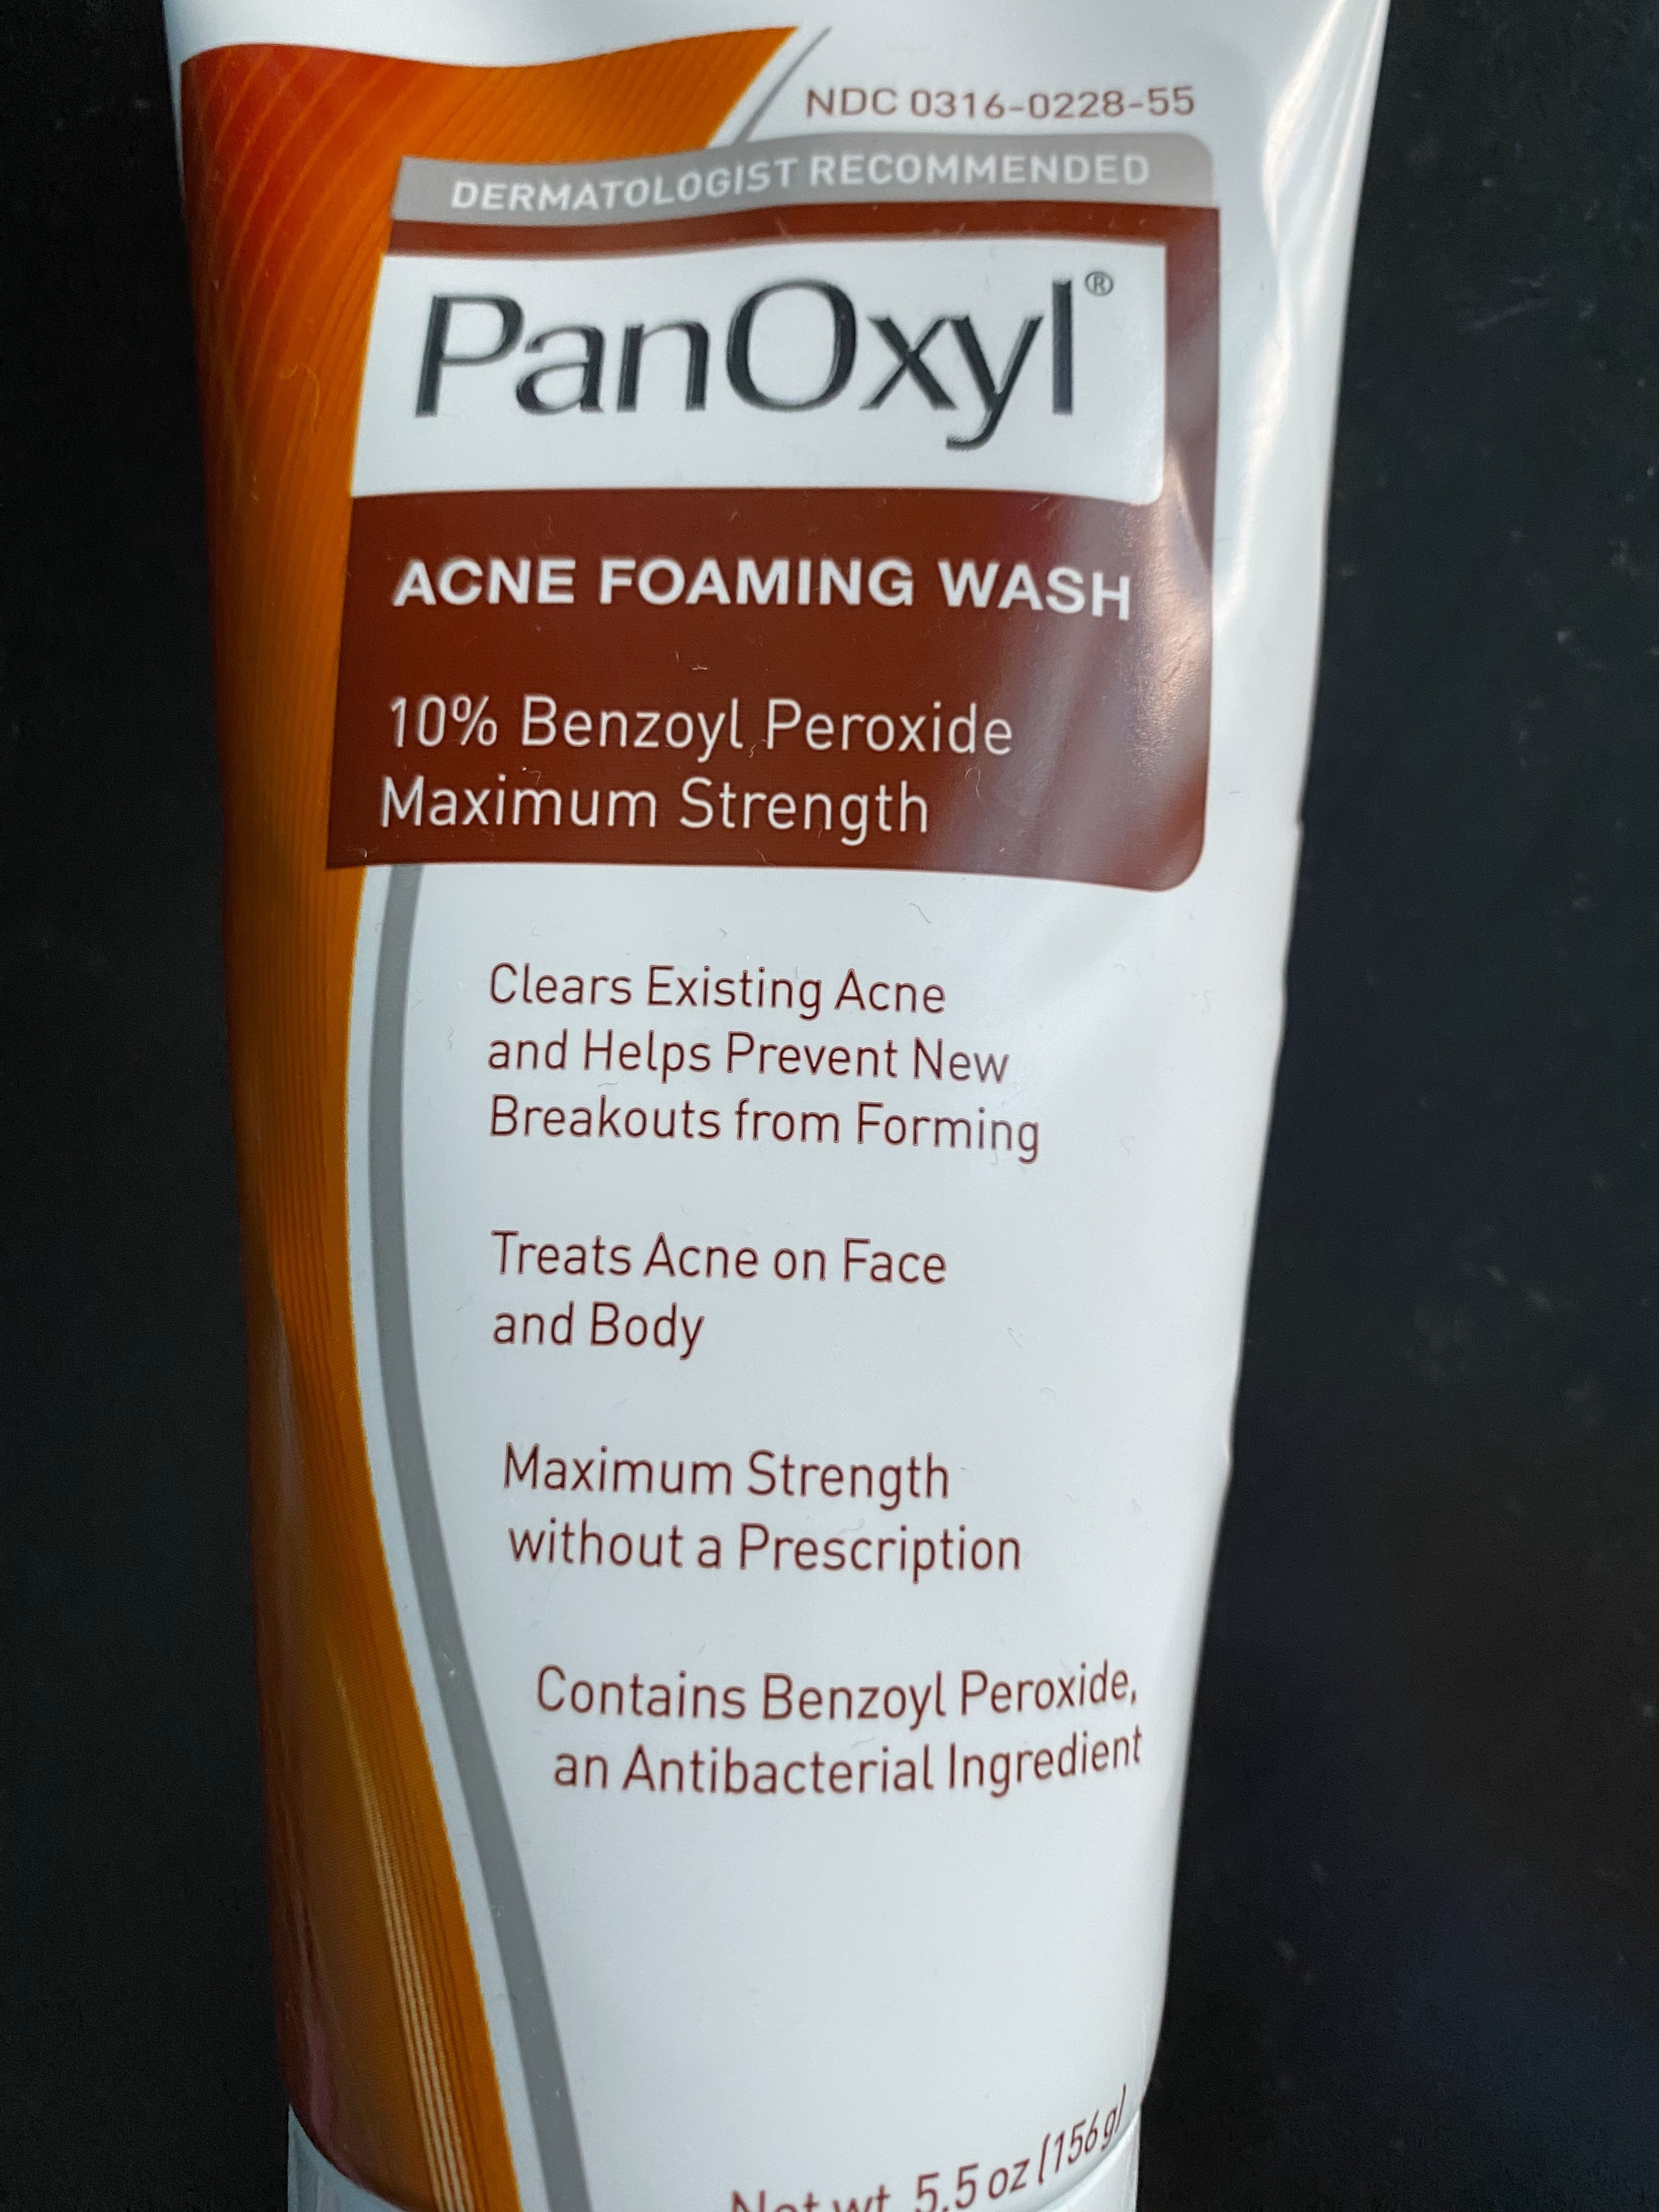 NDC 0316-0228-55
DERMATOLOGIST RECOMMENDED
PanOxyl®
ACNE FOAMING WASH
10% Benzoyl Peroxide
Maximum Strength
Clears Existing Acne
and Helps Prevent New
Breakouts from Forming
Treats Acne on Face
and Body
Maximum Strength
without a Prescription
Contains Benzoyl Peroxide,
an Antibacterial Ingredient
Net wt. 5.5 oz (156g)